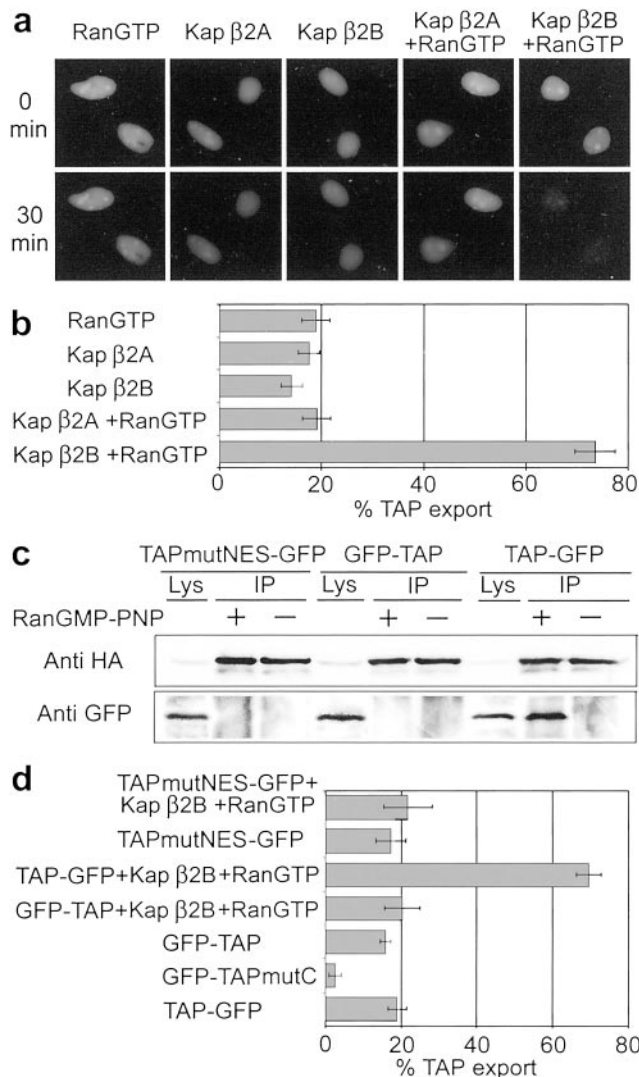 a
RanGTP Kap β2A Kap β2B Kap β2A +RanGTP Kap β2B +RanGTP
0 min
30 min
b
RanGTP
Kap β2A
Kap β2B
Kap β2A +RanGTP
Kap β2B +RanGTP
0 20 40 60 80
% TAP export
c
TAPmutNES-GFP GFP-TAP TAP-GFP
Lys IP Lys IP Lys IP
RanGMP-PNP + — + — + —
Anti HA
Anti GFP
d
TAPmutNES-GFP+
Kap β2B +RanGTP
TAPmutNES-GFP
TAP-GFP+Kap β2B+RanGTP
GFP-TAP+Kap β2B+RanGTP
GFP-TAP
GFP-TAPmutC
TAP-GFP
0 20 40 60 80
% TAP export